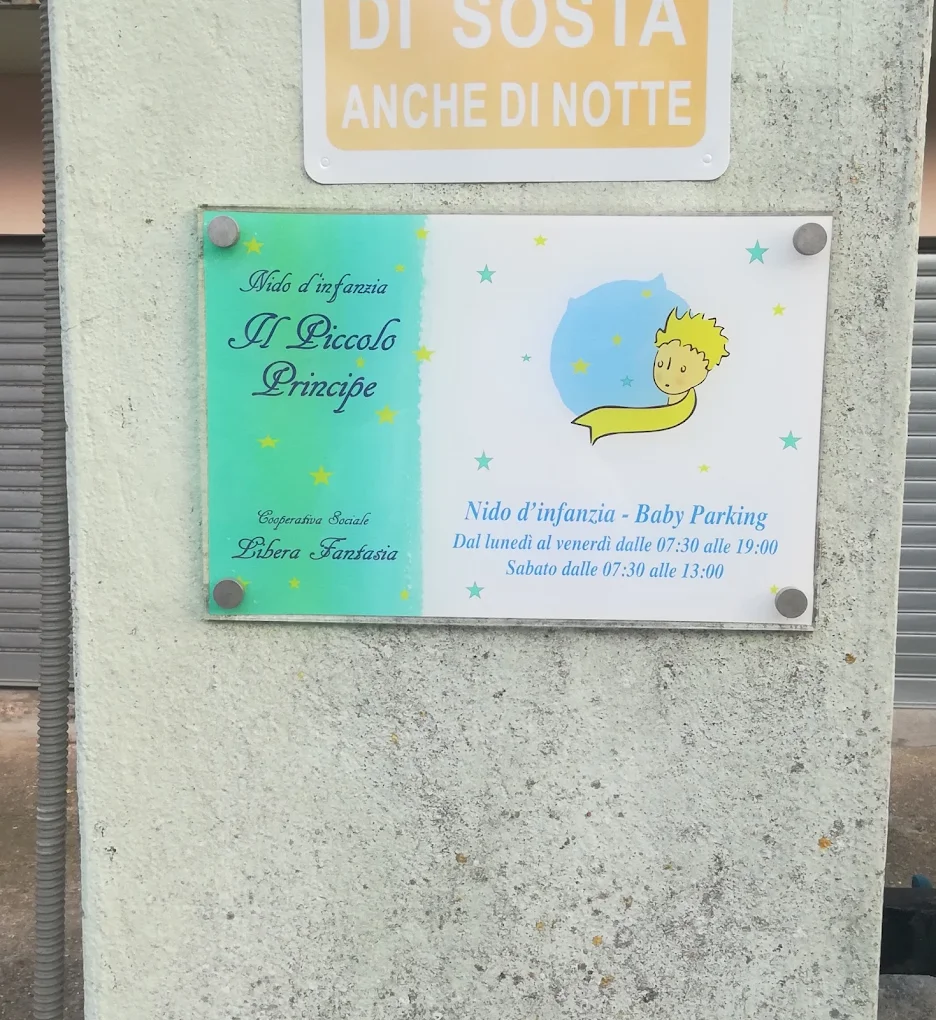 DI SOSTA
ANCHE DI NOTTE
Nido d'infanzia
Il Piccolo
Principe
Cooperativa Sociale
Libera Fantasia
Nido d'infanzia - Baby Parking
Dal lunedì al venerdì dalle 07:30 alle 19:00
Sabato dalle 07:30 alle 13:00